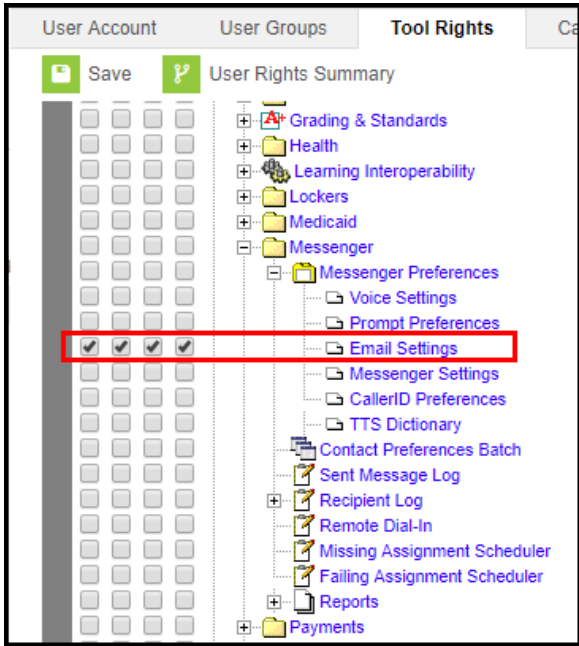 User Account User Groups Tool Rights Ca
Save User Rights Summary
A+ Grading & Standards
Health
Learning Interoperability
Lockers
Medicaid
Messenger
Messenger Preferences
Voice Settings
Prompt Preferences
Email Settings
Messenger Settings
CallerID Preferences
TTS Dictionary
Contact Preferences Batch
Sent Message Log
Recipient Log
Remote Dial-In
Missing Assignment Scheduler
Failing Assignment Scheduler
Reports
Payments